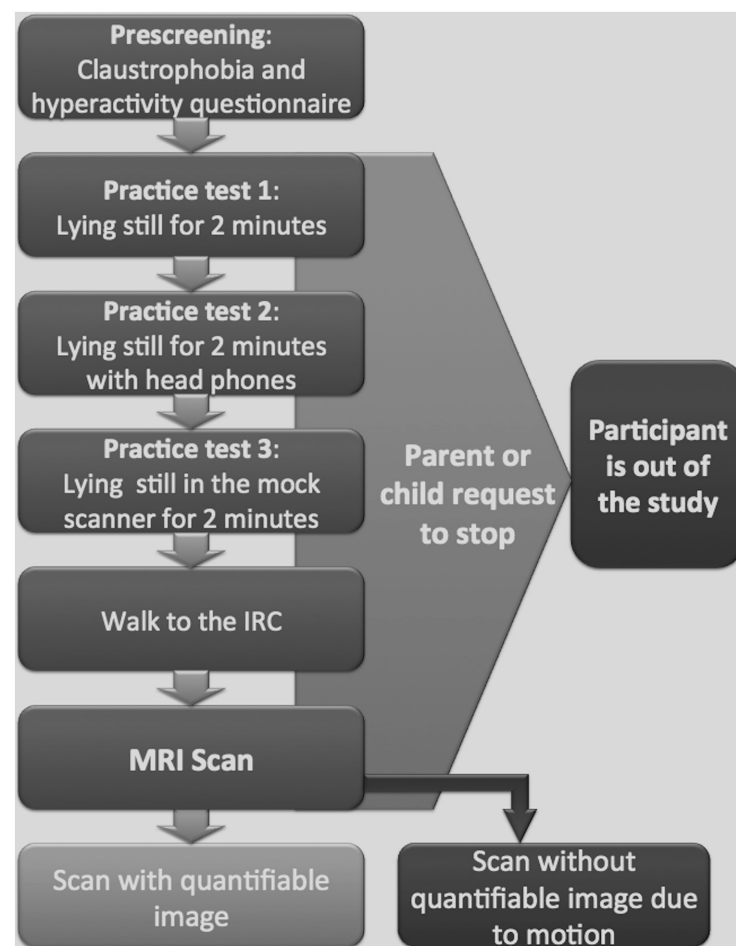 Prescreening:
Claustrophobia and
hyperactivity questionnaire
Practice test 1:
Lying still for 2 minutes
Practice test 2:
Lying still for 2 minutes
with head phones
Practice test 3:
Lying still in the mock
scanner for 2 minutes
Walk to the IRC
MRI Scan
Parent or
child request
to stop
Participant
is out of
the study
Scan with quantifiable
image
Scan without
quantifiable image due
to motion